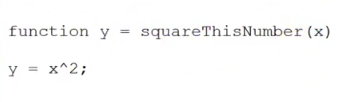 function y = squareThisNumber(x)
y = x^2;